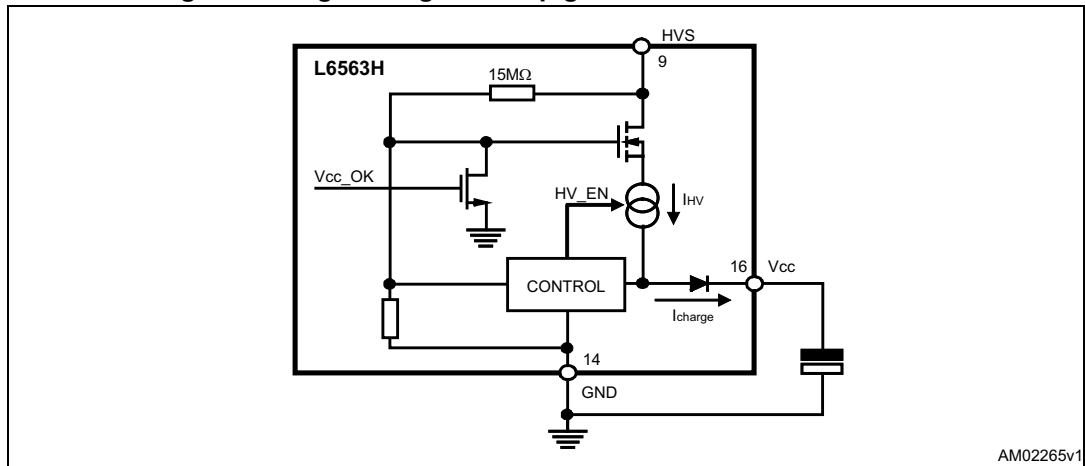 HVS
9
L6563H
15MΩ
Vcc_OK
HV_EN
IHV
CONTROL
16
Vcc
Icharge
14
GND
AM02265v1